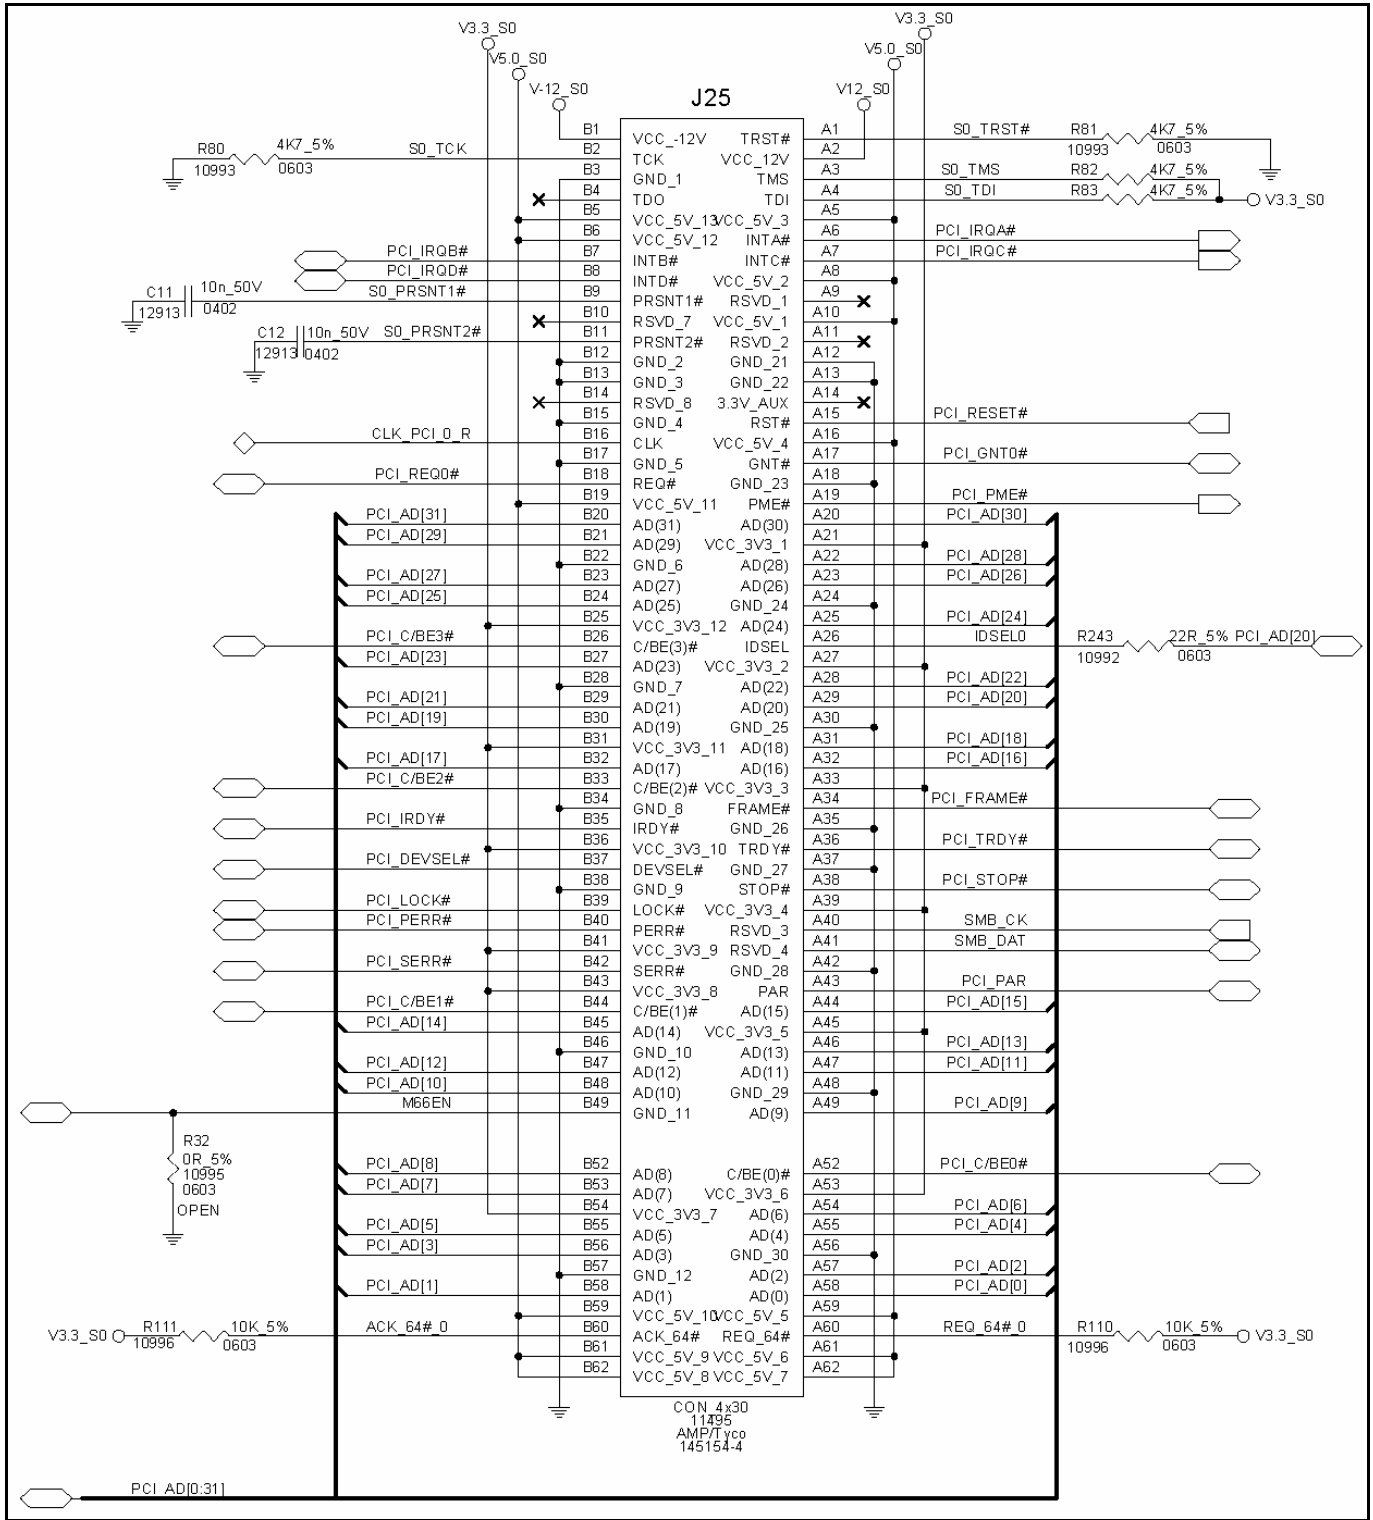 V3.3_S0 V3.3_S0
V5.0_S0 V5.0_S0
V-12_S0 J25 V12_S0
B1 VCC_-12V TRST# A1 S0_TRST# R81 4K7_5% 10993 0603
R80 4K7_5% 10993 0603 S0_TCK B2 TCK VCC_12V A2
B3 GND_1 TMS A3 S0_TMS R82 4K7_5%
B4 TDO TDI A4 S0_TDI R83 4K7_5% V3.3_S0
B5 VCC_5V_13 VCC_5V_3 A5
B6 VCC_5V_12 INTA# A6 PCI_IRQA#
PCI_IRQB# B7 INTB# INTC# A7 PCI_IRQC#
PCI_IRQD# B8 INTD# VCC_5V_2 A8
C11 10n_50V 12913 0402 S0_PRSNT1# B9 PRSNT1# RSVD_1 A9
B10 RSVD_7 VCC_5V_1 A10
C12 10n_50V 12913 0402 S0_PRSNT2# B11 PRSNT2# RSVD_2 A11
B12 GND_2 GND_21 A12
B13 GND_3 GND_22 A13
B14 RSVD_8 3.3V_AUX A14
B15 GND_4 RST# A15 PCI_RESET#
CLK_PCI_0_R B16 CLK VCC_5V_4 A16
B17 GND_5 GNT# A17 PCI_GNT0#
PCI_REQ0# B18 REQ# GND_23 A18
B19 VCC_5V_11 PME# A19 PCI_PME#
PCI_AD[31] B20 AD(31) AD(30) A20 PCI_AD[30]
PCI_AD[29] B21 AD(29) VCC_3V3_1 A21
B22 GND_6 AD(28) A22 PCI_AD[28]
PCI_AD[27] B23 AD(27) AD(26) A23 PCI_AD[26]
PCI_AD[25] B24 AD(25) GND_24 A24
B25 VCC_3V3_12 AD(24) A25 PCI_AD[24]
PCI_C/BE3# B26 C/BE(3)# IDSEL A26 IDSEL0 R243 22R_5% PCI_AD[20] 10992 0603
PCI_AD[23] B27 AD(23) VCC_3V3_2 A27
B28 GND_7 AD(22) A28 PCI_AD[22]
PCI_AD[21] B29 AD(21) AD(20) A29 PCI_AD[20]
PCI_AD[19] B30 AD(19) GND_25 A30
B31 VCC_3V3_11 AD(18) A31 PCI_AD[18]
PCI_AD[17] B32 AD(17) AD(16) A32 PCI_AD[16]
PCI_C/BE2# B33 C/BE(2)# VCC_3V3_3 A33
B34 GND_8 FRAME# A34 PCI_FRAME#
PCI_IRDY# B35 IRDY# GND_26 A35
B36 VCC_3V3_10 TRDY# A36 PCI_TRDY#
PCI_DEVSEL# B37 DEVSEL# GND_27 A37
B38 GND_9 STOP# A38 PCI_STOP#
PCI_LOCK# B39 LOCK# VCC_3V3_4 A39
PCI_PERR# B40 PERR# RSVD_3 A40 SMB_CK
B41 VCC_3V3_9 RSVD_4 A41 SMB_DAT
PCI_SERR# B42 SERR# GND_28 A42
B43 VCC_3V3_8 PAR A43 PCI_PAR
PCI_C/BE1# B44 C/BE(1)# AD(15) A44 PCI_AD[15]
PCI_AD[14] B45 AD(14) VCC_3V3_5 A45
B46 GND_10 AD(13) A46 PCI_AD[13]
PCI_AD[12] B47 AD(12) AD(11) A47 PCI_AD[11]
PCI_AD[10] B48 AD(10) GND_29 A48
M66EN B49 GND_11 AD(9) A49 PCI_AD[9]
R32
0R_5%
10995
0603
OPEN
PCI_AD[8] B52 AD(8) C/BE(0)# A52 PCI_C/BE0#
PCI_AD[7] B53 AD(7) VCC_3V3_6 A53
B54 VCC_3V3_7 AD(6) A54 PCI_AD[6]
PCI_AD[5] B55 AD(5) AD(4) A55 PCI_AD[4]
PCI_AD[3] B56 AD(3) GND_30 A56
B57 GND_12 AD(2) A57 PCI_AD[2]
PCI_AD[1] B58 AD(1) AD(0) A58 PCI_AD[0]
B59 VCC_5V_10 VCC_5V_5 A59
V3.3_S0 R111 10K_5% 10996 0603 ACK_64#_0 B60 ACK_64# REQ_64# A60 REQ_64#_0 R110 10K_5% 10996 0603 V3.3_S0
B61 VCC_5V_9 VCC_5V_6 A61
B62 VCC_5V_8 VCC_5V_7 A62
CON_4x30
11495
AMP/Tyco
145154-4
PCI_AD[0:31]